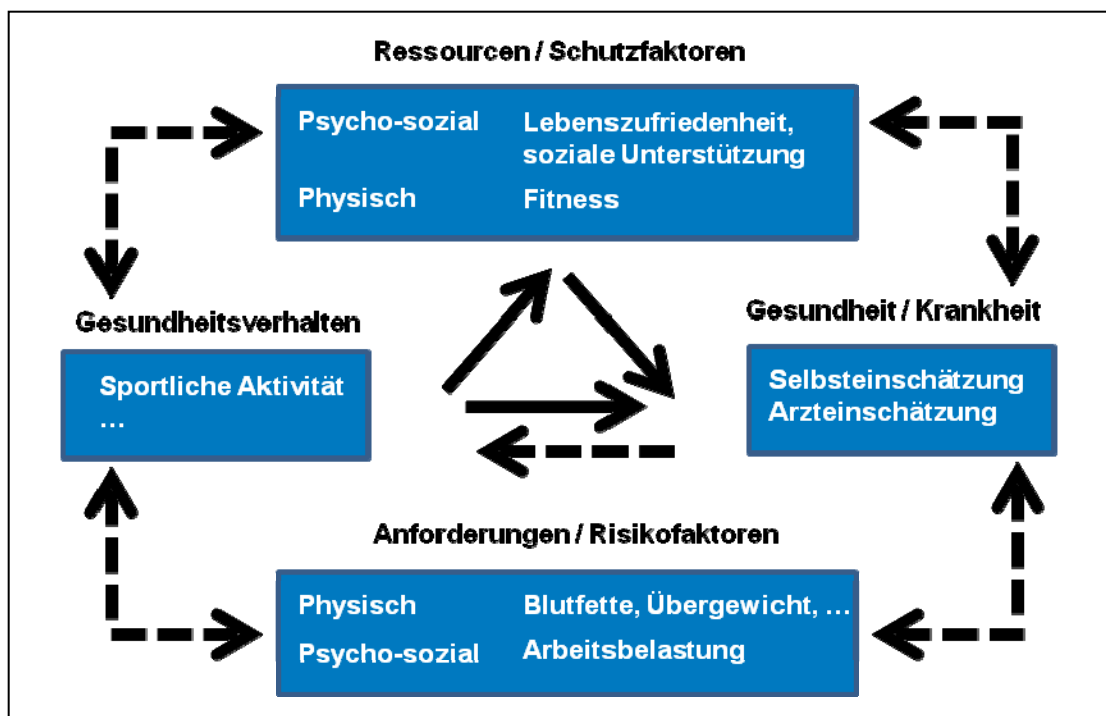 Ressourcen / Schutzfaktoren
Psycho-sozial Lebenszufriedenheit,
soziale Unterstützung
Physisch Fitness
Gesundheitsverhalten
Sportliche Aktivität
...
Gesundheit / Krankheit
Selbsteinschätzung
Arzteinschätzung
Anforderungen / Risikofaktoren
Physisch Blutfette, Übergewicht, ...
Psycho-sozial Arbeitsbelastung